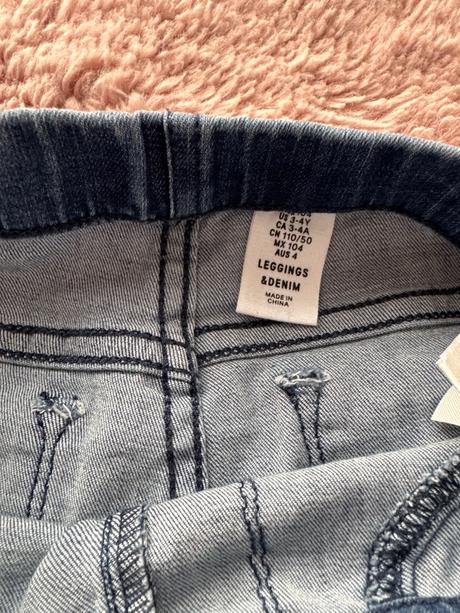 US 3-4Y
CA 3-4A
CN 110/50
MX 104
AUS 4
LEGGINGS
&DENIM
MADE IN
CHINA